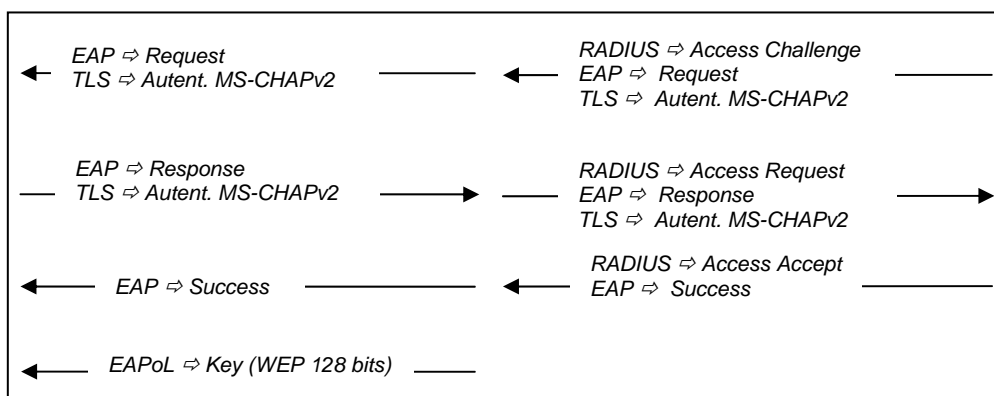 EAP ⇨ Request
TLS ⇨ Autent. MS-CHAPv2
RADIUS ⇨ Access Challenge
EAP ⇨ Request
TLS ⇨ Autent. MS-CHAPv2
EAP ⇨ Response
TLS ⇨ Autent. MS-CHAPv2
RADIUS ⇨ Access Request
EAP ⇨ Response
TLS ⇨ Autent. MS-CHAPv2
EAP ⇨ Success
RADIUS ⇨ Access Accept
EAP ⇨ Success
EAPoL ⇨ Key (WEP 128 bits)